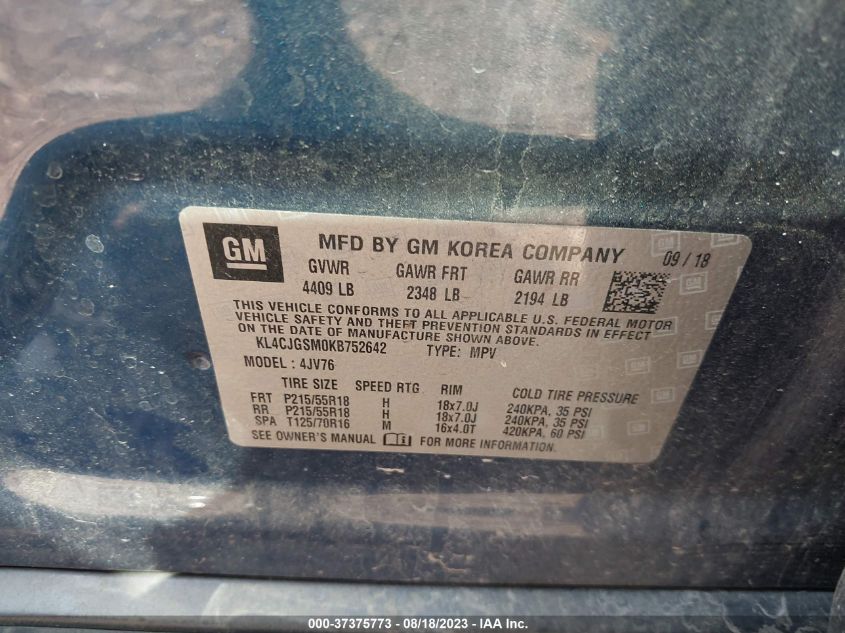 GM
MFD BY GM KOREA COMPANY 09/18
GVWR GAWR FRT GAWR RR
4409 LB 2348 LB 2194 LB
THIS VEHICLE CONFORMS TO ALL APPLICABLE U.S. FEDERAL MOTOR
VEHICLE SAFETY AND THEFT PREVENTION STANDARDS IN EFFECT
ON THE DATE OF MANUFACTURE SHOWN ABOVE.
KL4CJGSM0KB752642 TYPE: MPV
MODEL: 4JV76
TIRE SIZE SPEED RTG RIM COLD TIRE PRESSURE
FRT P215/55R18 H 18x7.0J 240KPA, 35 PSI
RR P215/55R18 H 18x7.0J 240KPA, 35 PSI
SPA T125/70R16 M 16x4.0T 420KPA, 60 PSI
SEE OWNER'S MANUAL FOR MORE INFORMATION.
000-37375773 - 08/18/2023 - IAA Inc.